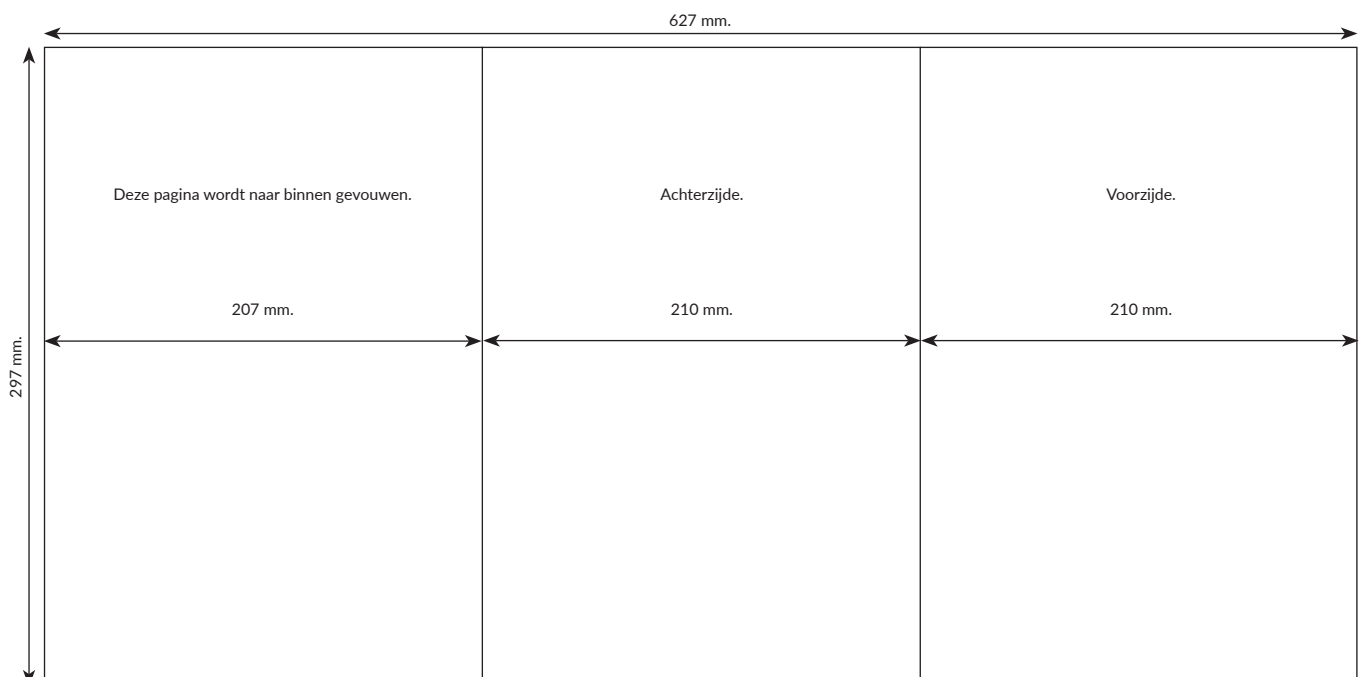 627 mm.
Deze pagina wordt naar binnen gevouwen.
Achterzijde.
Voorzijde.
207 mm.
210 mm.
210 mm.
297 mm.